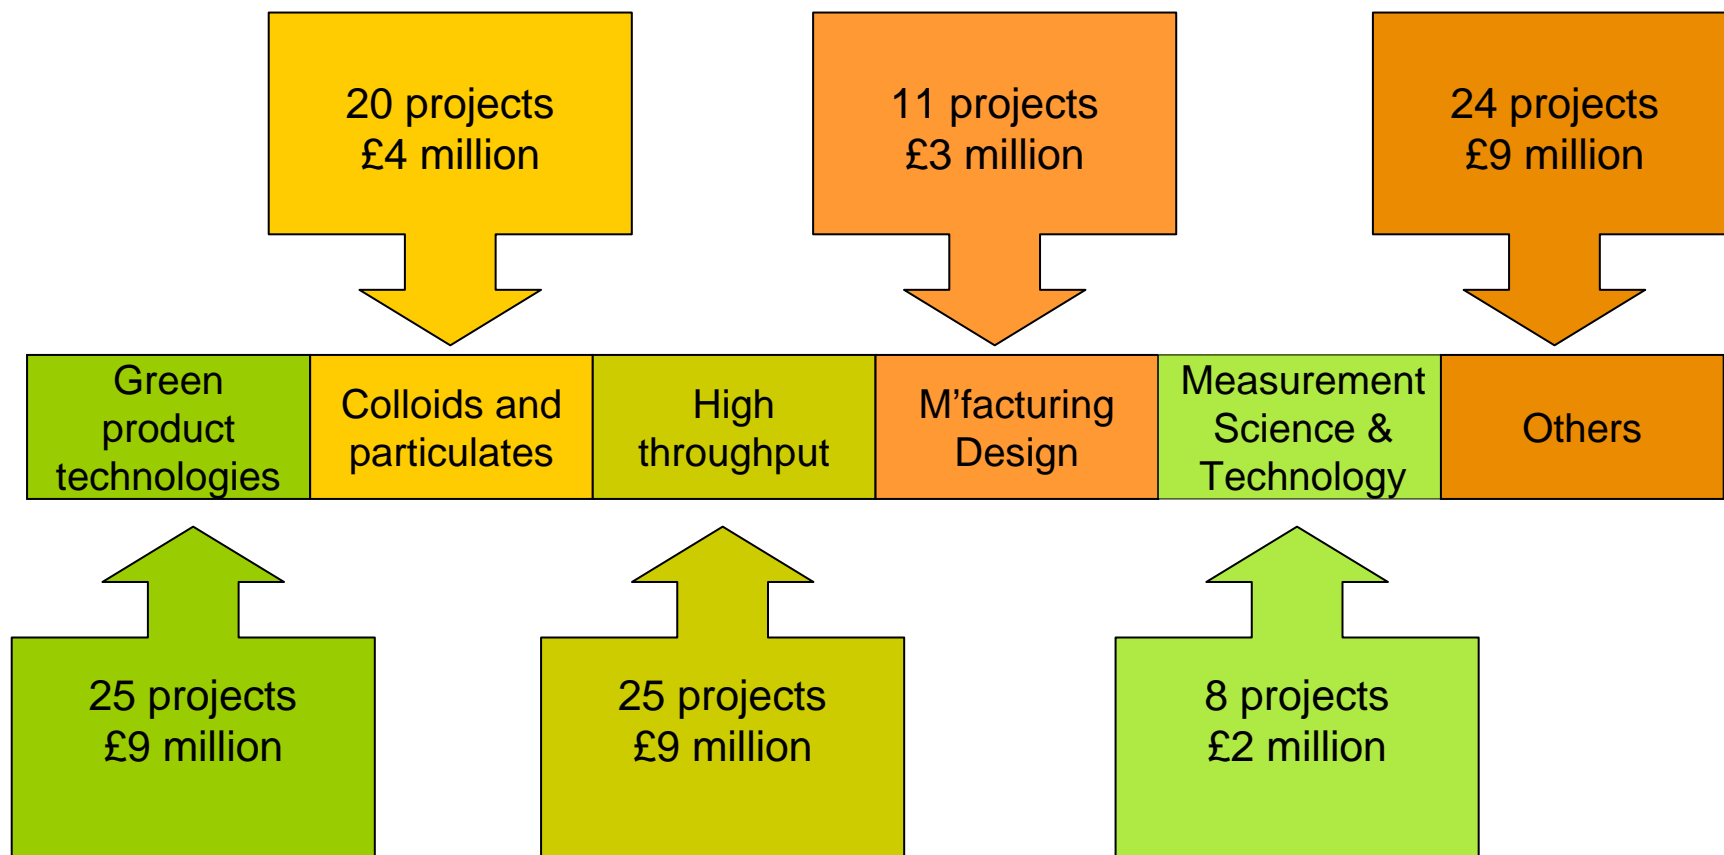 20 projects
£4 million
11 projects
£3 million
24 projects
£9 million
Green
product
technologies
Colloids and
particulates
High
throughput
M’facturing
Design
Measurement
Science &
Technology
Others
25 projects
£9 million
25 projects
£9 million
8 projects
£2 million